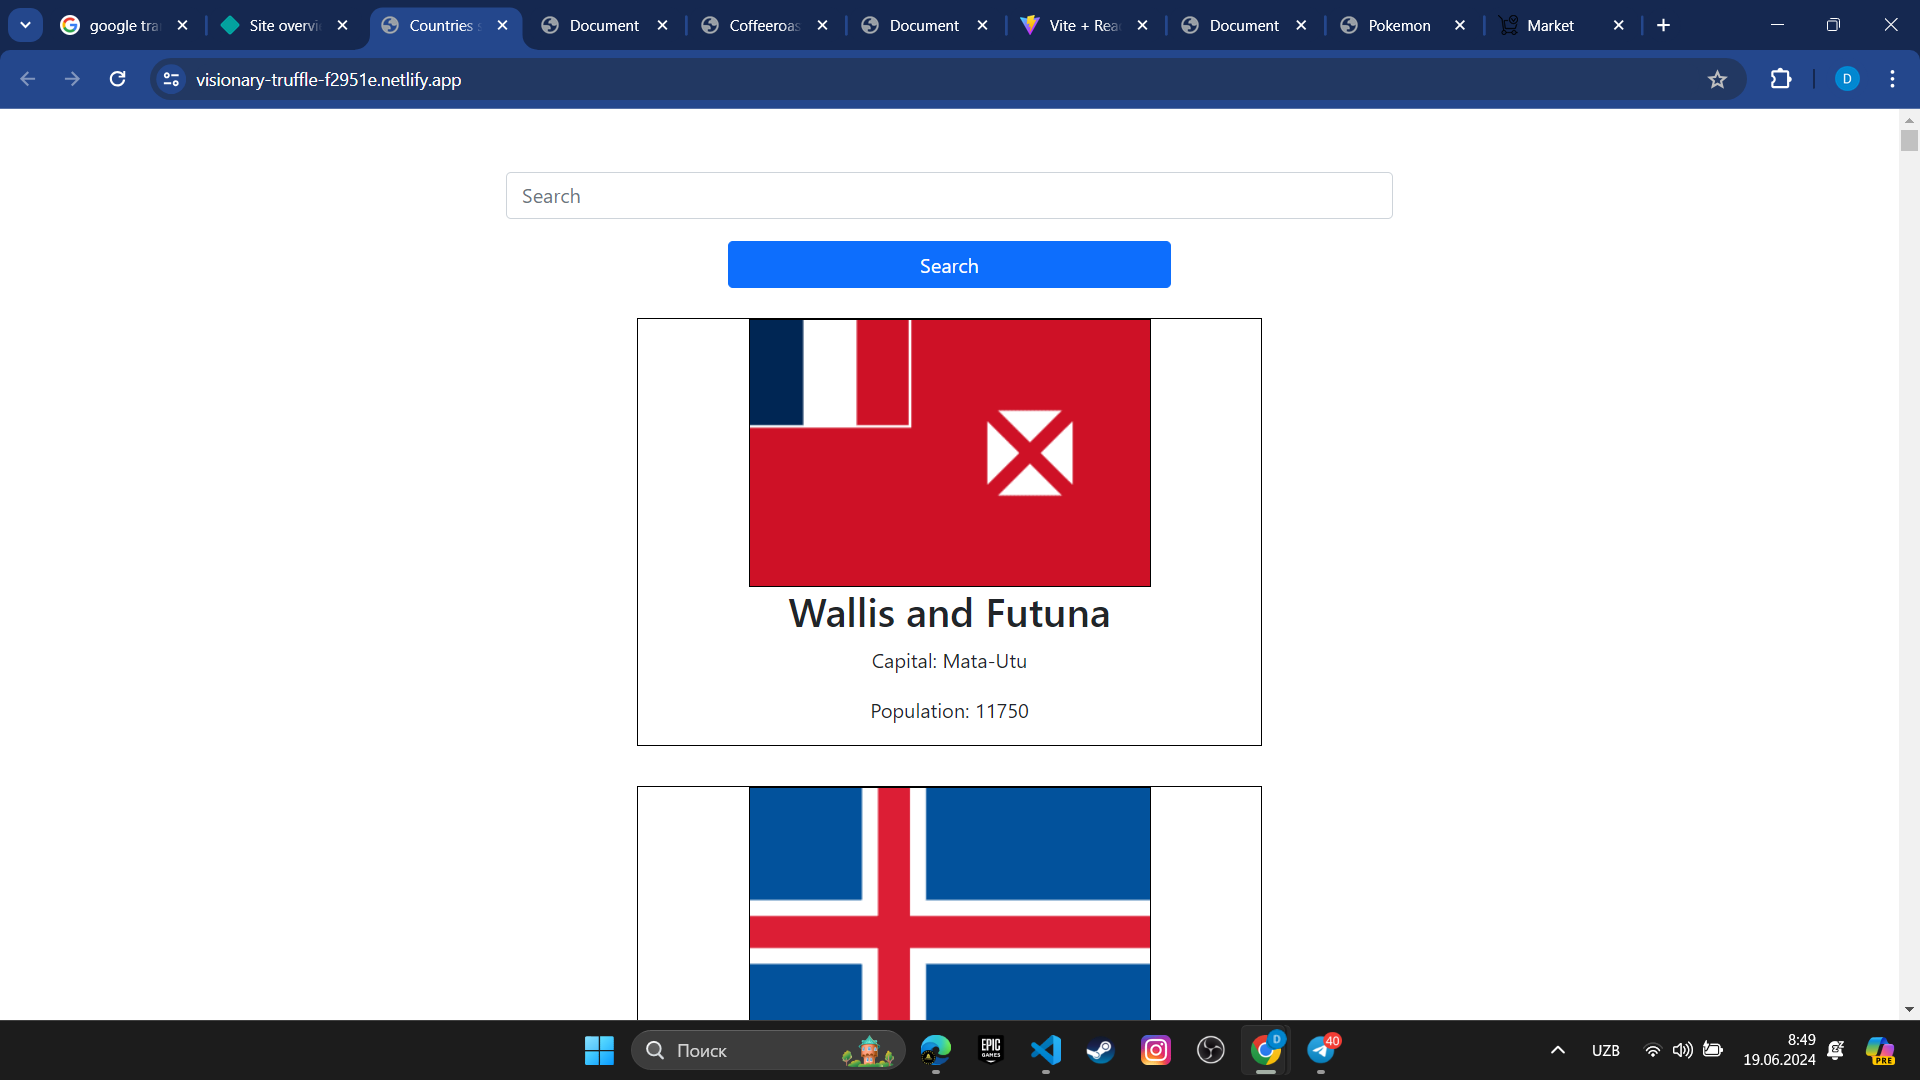 google tra
Site overvi
Countries s
Document
Coffeeroas
Document
Vite + Rea
Document
Pokemon
Market
visionary-truffle-f2951e.netlify.app
D
Search
Search
Wallis and Futuna
Capital: Mata-Utu
Population: 11750
Поиск
EPIC
GAMES
D
40
UZB
8:49
19.06.2024
PRE